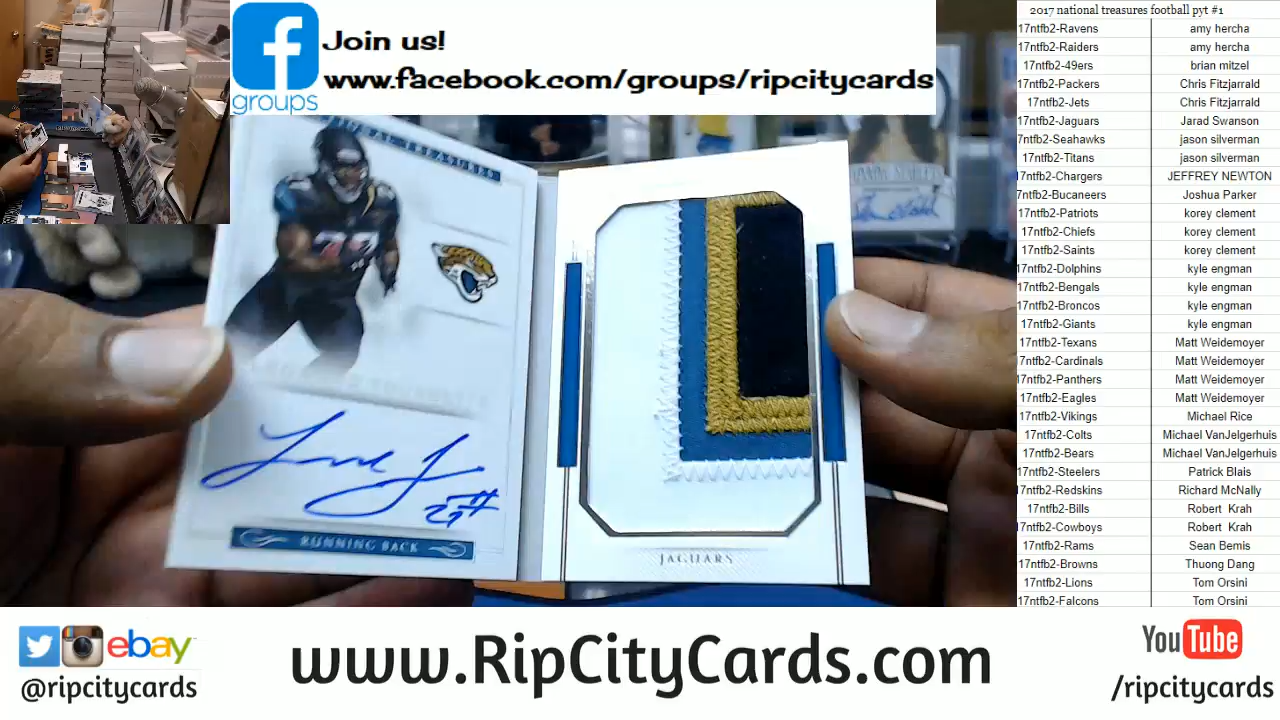 Join us!
www.facebook.com/groups/ripcitycards
groups
27
RUNNING BACK
JAGUARS
2017 national treasures football pyt #1
17ntfb2-Ravens amy hercha
17ntfb2-Raiders amy hercha
17ntfb2-49ers brian mitzel
17ntfb2-Packers Chris Fitzjarrald
17ntfb2-Jets Chris Fitzjarrald
17ntfb2-Jaguars Jarad Swanson
17ntfb2-Seahawks jason silverman
17ntfb2-Titans jason silverman
17ntfb2-Chargers JEFFREY NEWTON
17ntfb2-Bucaneers Joshua Parker
17ntfb2-Patriots korey clement
17ntfb2-Chiefs korey clement
17ntfb2-Saints korey clement
17ntfb2-Dolphins kyle engman
17ntfb2-Bengals kyle engman
17ntfb2-Broncos kyle engman
17ntfb2-Giants kyle engman
17ntfb2-Texans Matt Weidemoyer
17ntfb2-Cardinals Matt Weidemoyer
17ntfb2-Panthers Matt Weidemoyer
17ntfb2-Eagles Matt Weidemoyer
17ntfb2-Vikings Michael Rice
17ntfb2-Colts Michael VanJelgerhuis
17ntfb2-Bears Michael VanJelgerhuis
17ntfb2-Steelers Patrick Blais
17ntfb2-Redskins Richard McNally
17ntfb2-Bills Robert Krah
17ntfb2-Cowboys Robert Krah
17ntfb2-Rams Sean Bemis
17ntfb2-Browns Thuong Dang
17ntfb2-Lions Tom Orsini
17ntfb2-Falcons Tom Orsini
ebay
@ripcitycards
www.RipCityCards.com
YouTube
/ripcitycards